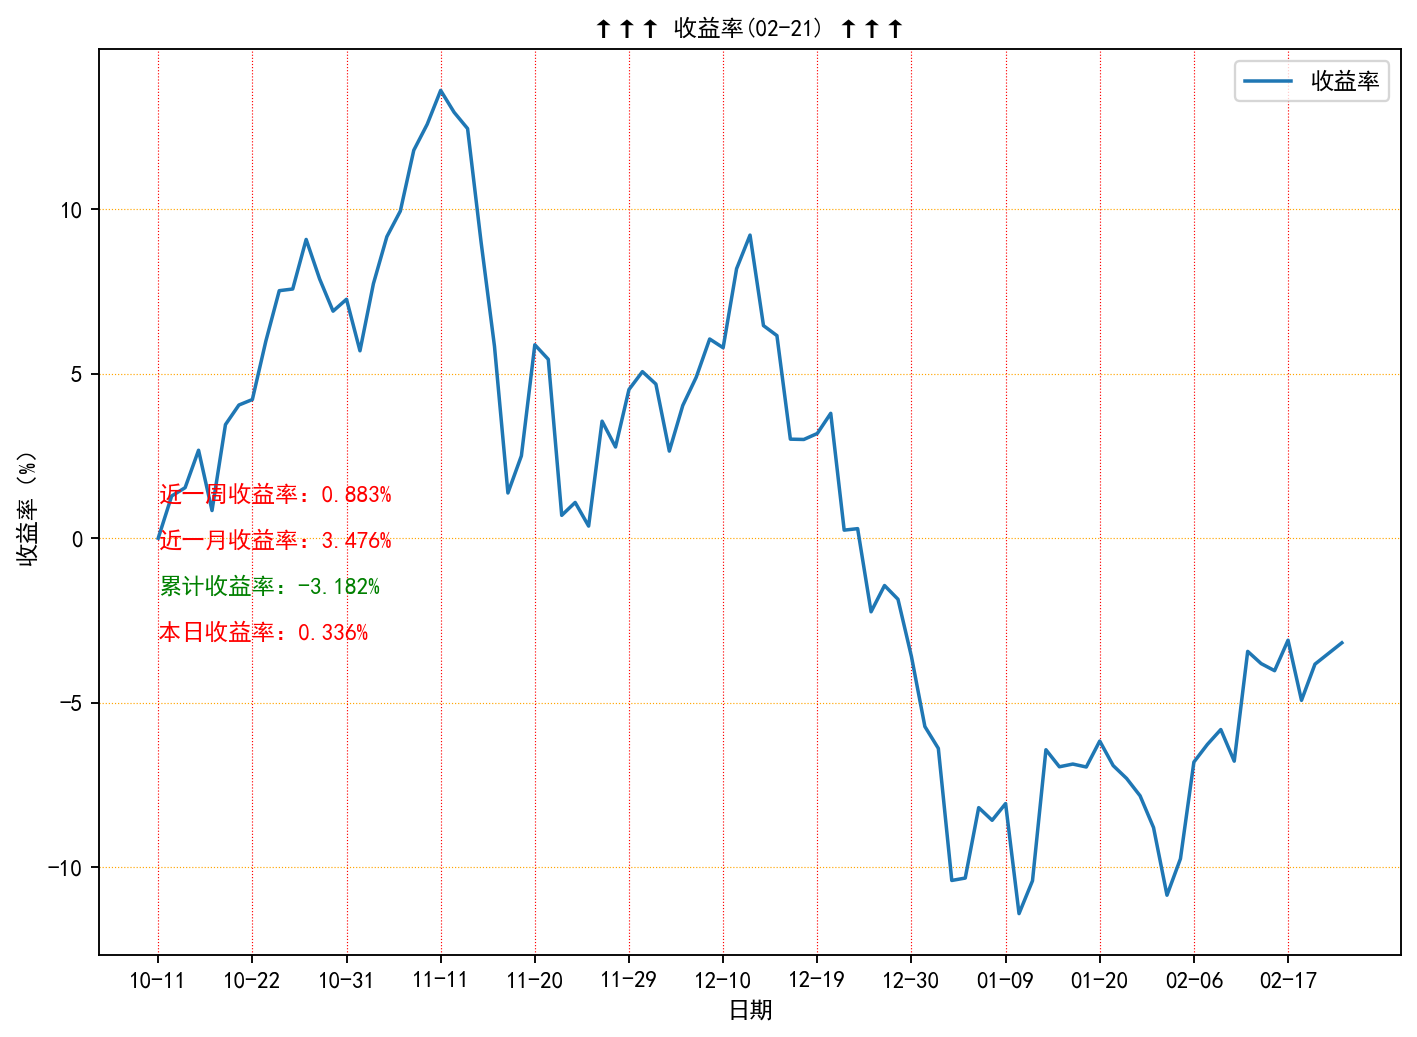 ↑↑↑ 收益率(02-21) ↑↑↑
收益率
10
5
0
-5
-10
收益率 (%)
近一周收益率：0.883%
近一月收益率：3.476%
累计收益率：-3.182%
本日收益率：0.336%
10-11 10-22 10-31 11-11 11-20 11-29 12-10 12-19 12-30 01-09 01-20 02-06 02-17
日期